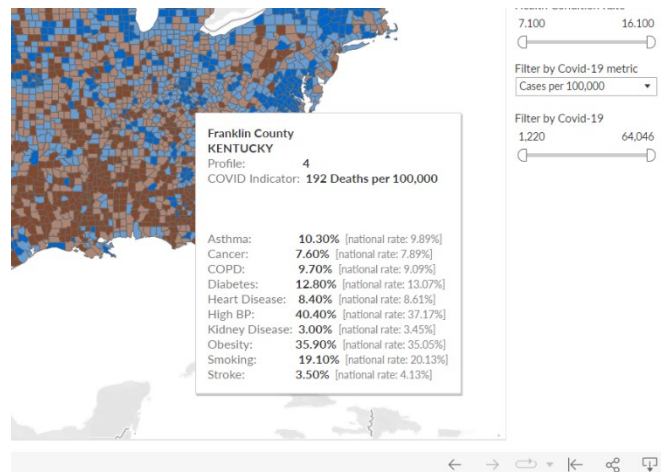 7.100 16.100
Filter by Covid-19 metric
Cases per 100,000
Filter by Covid-19
1,220 64,046
Franklin County
KENTUCKY
Profile: 4
COVID Indicator: 192 Deaths per 100,000
Asthma: 10.30% [national rate: 9.89%]
Cancer: 7.60% [national rate: 7.89%]
COPD: 9.70% [national rate: 9.09%]
Diabetes: 12.80% [national rate: 13.07%]
Heart Disease: 8.40% [national rate: 8.61%]
High BP: 40.40% [national rate: 37.17%]
Kidney Disease: 3.00% [national rate: 3.45%]
Obesity: 35.90% [national rate: 35.05%]
Smoking: 19.10% [national rate: 20.13%]
Stroke: 3.50% [national rate: 4.13%]